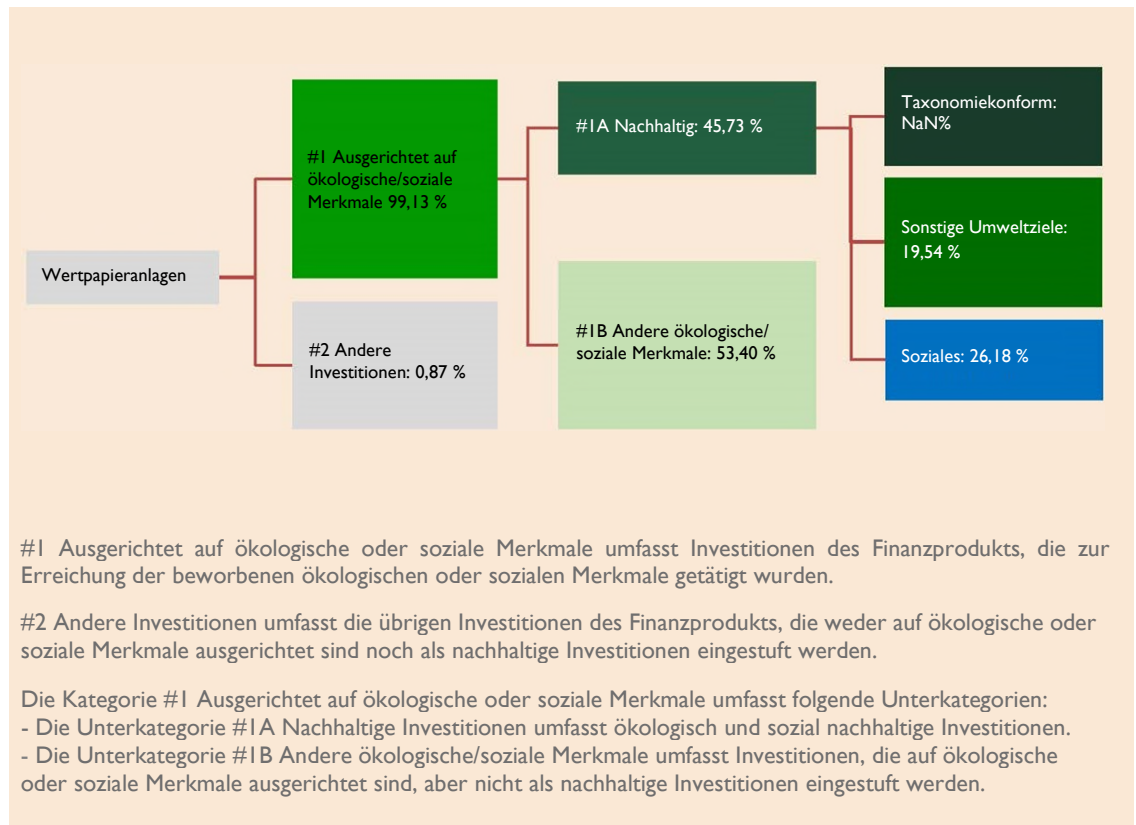 Wertpapieranlagen
#1 Ausgerichtet auf
ökologische/soziale
Merkmale 99,13 %
#2 Andere
Investitionen: 0,87 %
#1A Nachhaltig: 45,73 %
#1B Andere ökologische/
soziale Merkmale: 53,40 %
Taxonomiekonform:
NaN%
Sonstige Umweltziele:
19,54 %
Soziales: 26,18 %
#1 Ausgerichtet auf ökologische oder soziale Merkmale umfasst Investitionen des Finanzprodukts, die zur
Erreichung der beworbenen ökologischen oder sozialen Merkmale getätigt wurden.
#2 Andere Investitionen umfasst die übrigen Investitionen des Finanzprodukts, die weder auf ökologische oder
soziale Merkmale ausgerichtet sind noch als nachhaltige Investitionen eingestuft werden.
Die Kategorie #1 Ausgerichtet auf ökologische oder soziale Merkmale umfasst folgende Unterkategorien:
- Die Unterkategorie #1A Nachhaltige Investitionen umfasst ökologisch und sozial nachhaltige Investitionen.
- Die Unterkategorie #1B Andere ökologische/soziale Merkmale umfasst Investitionen, die auf ökologische
oder soziale Merkmale ausgerichtet sind, aber nicht als nachhaltige Investitionen eingestuft werden.